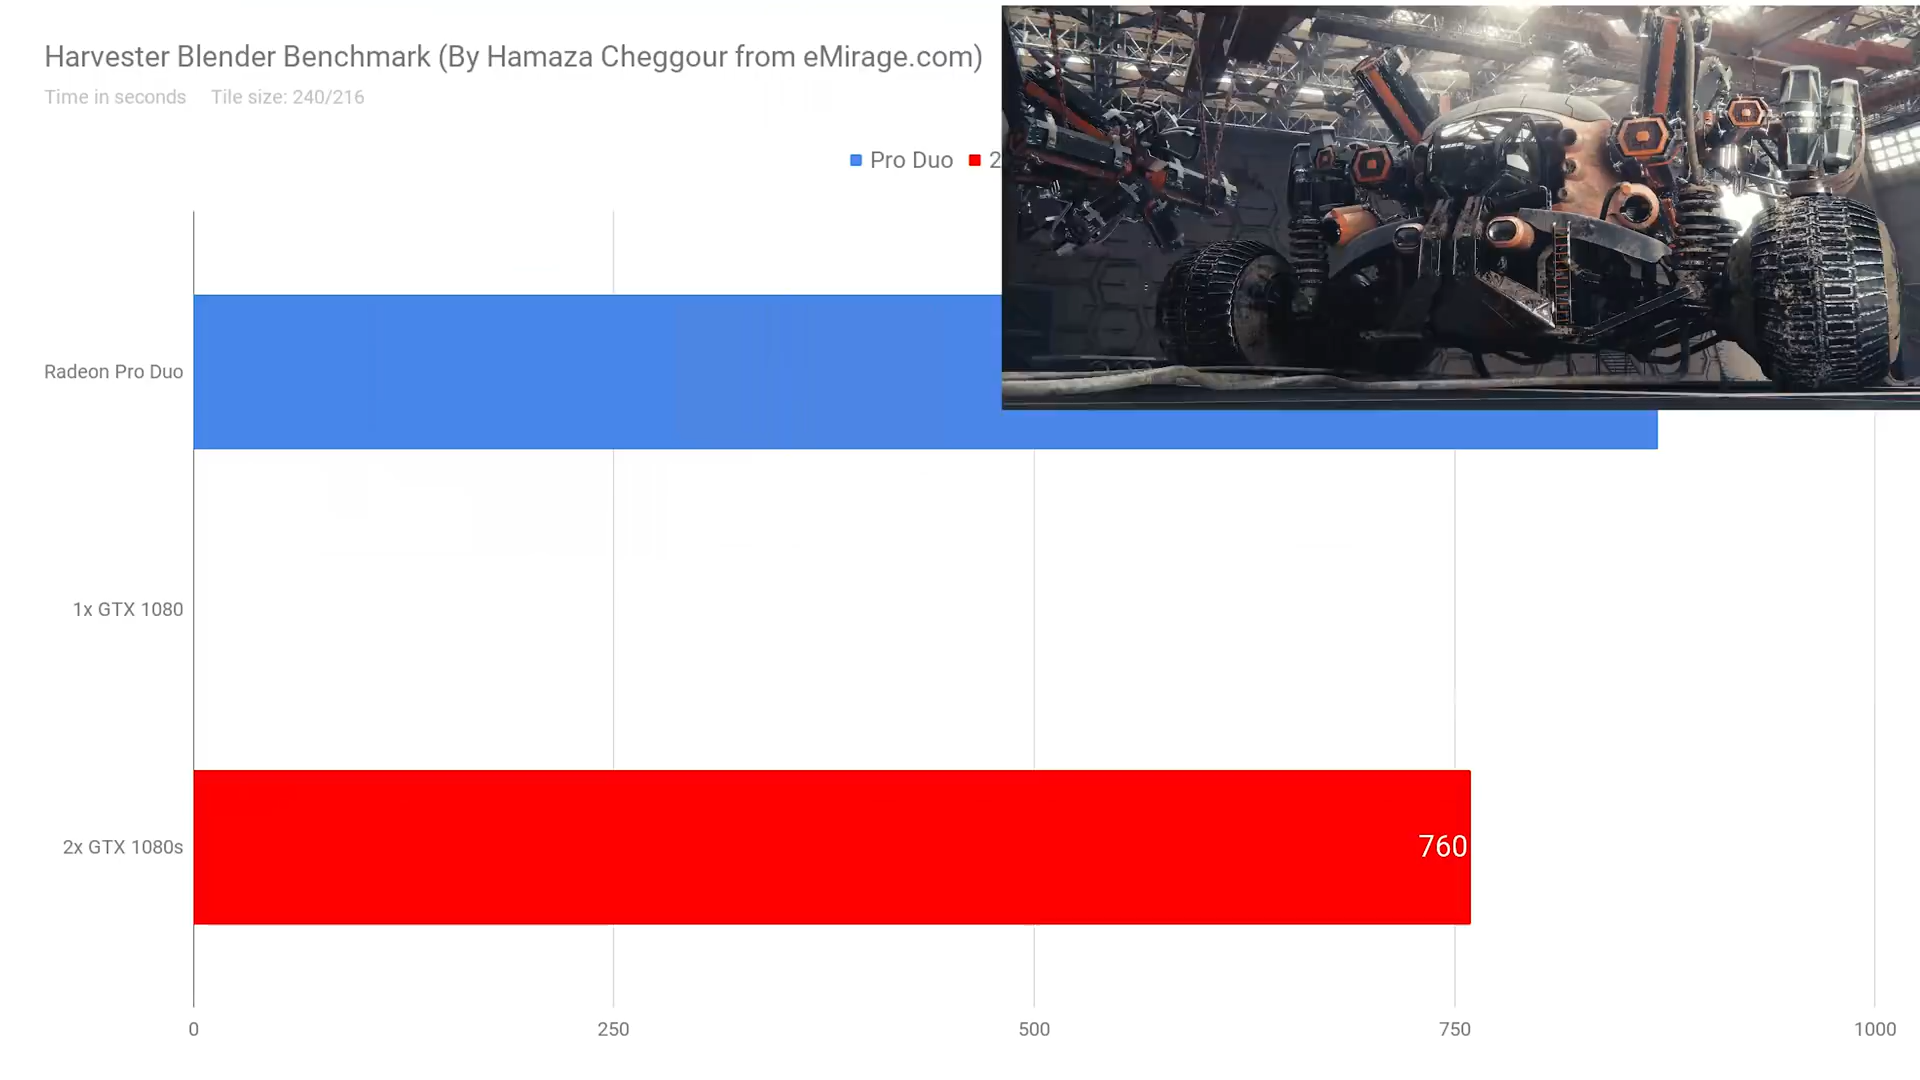 Harvester Blender Benchmark (By Hamaza Cheggour from eMirage.com)
Time in seconds Tile size: 240/216
Pro Duo 2
Radeon Pro Duo
1x GTX 1080
2x GTX 1080s
760
0 250 500 750 1000